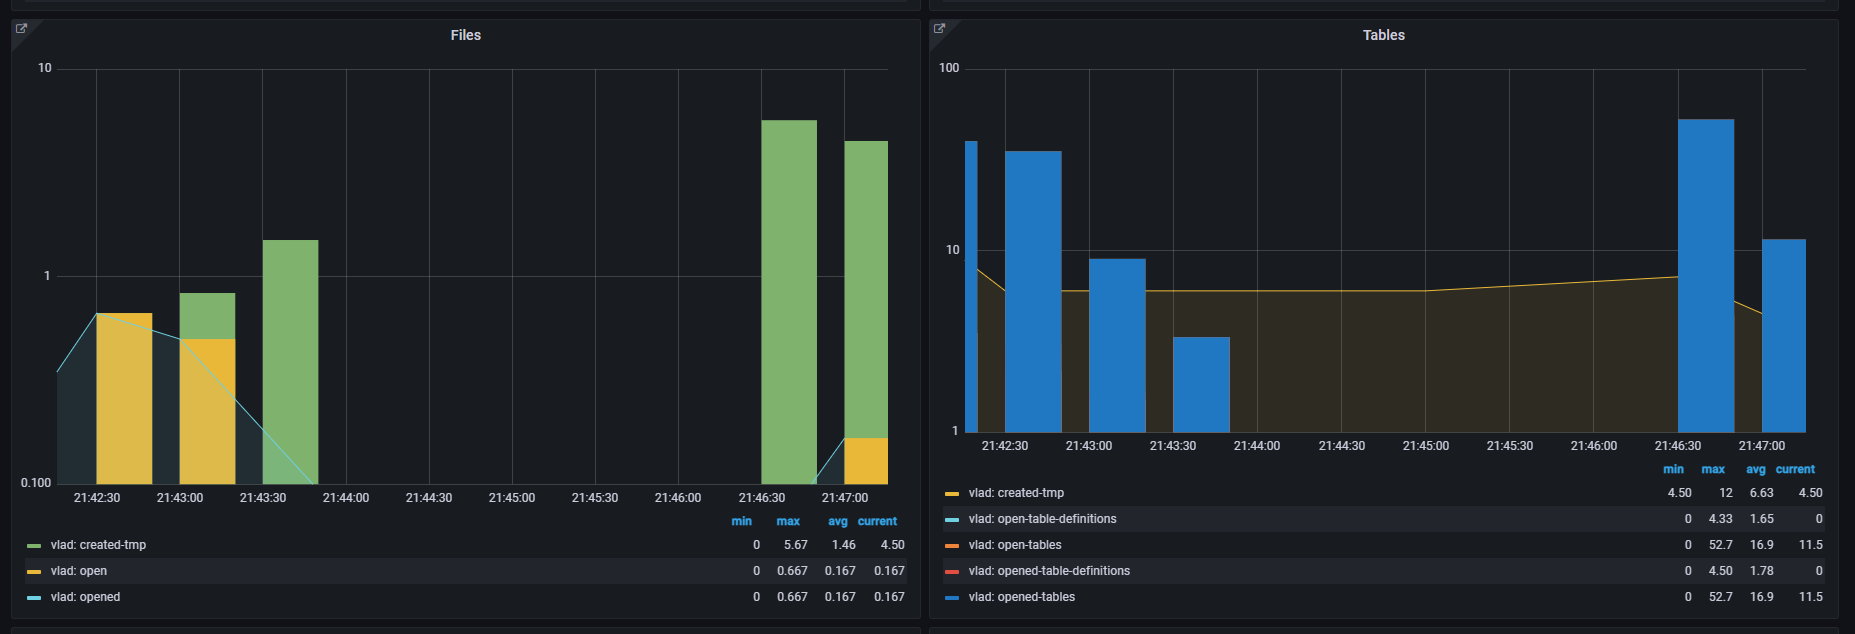 Files
10
1
0.100
21:42:30 21:43:00 21:43:30 21:44:00 21:44:30 21:45:00 21:45:30 21:46:00 21:46:30 21:47:00
min max avg current
vlad: created-tmp 0 5.67 1.46 4.50
vlad: open 0 0.667 0.167 0.167
vlad: opened 0 0.667 0.167 0.167
Tables
100
10
1
21:42:30 21:43:00 21:43:30 21:44:00 21:44:30 21:45:00 21:45:30 21:46:00 21:46:30 21:47:00
min max avg current
vlad: created-tmp 4.50 12 6.63 4.50
vlad: open-table-definitions 0 4.33 1.65 0
vlad: open-tables 0 52.7 16.9 11.5
vlad: opened-table-definitions 0 4.50 1.78 0
vlad: opened-tables 0 52.7 16.9 11.5